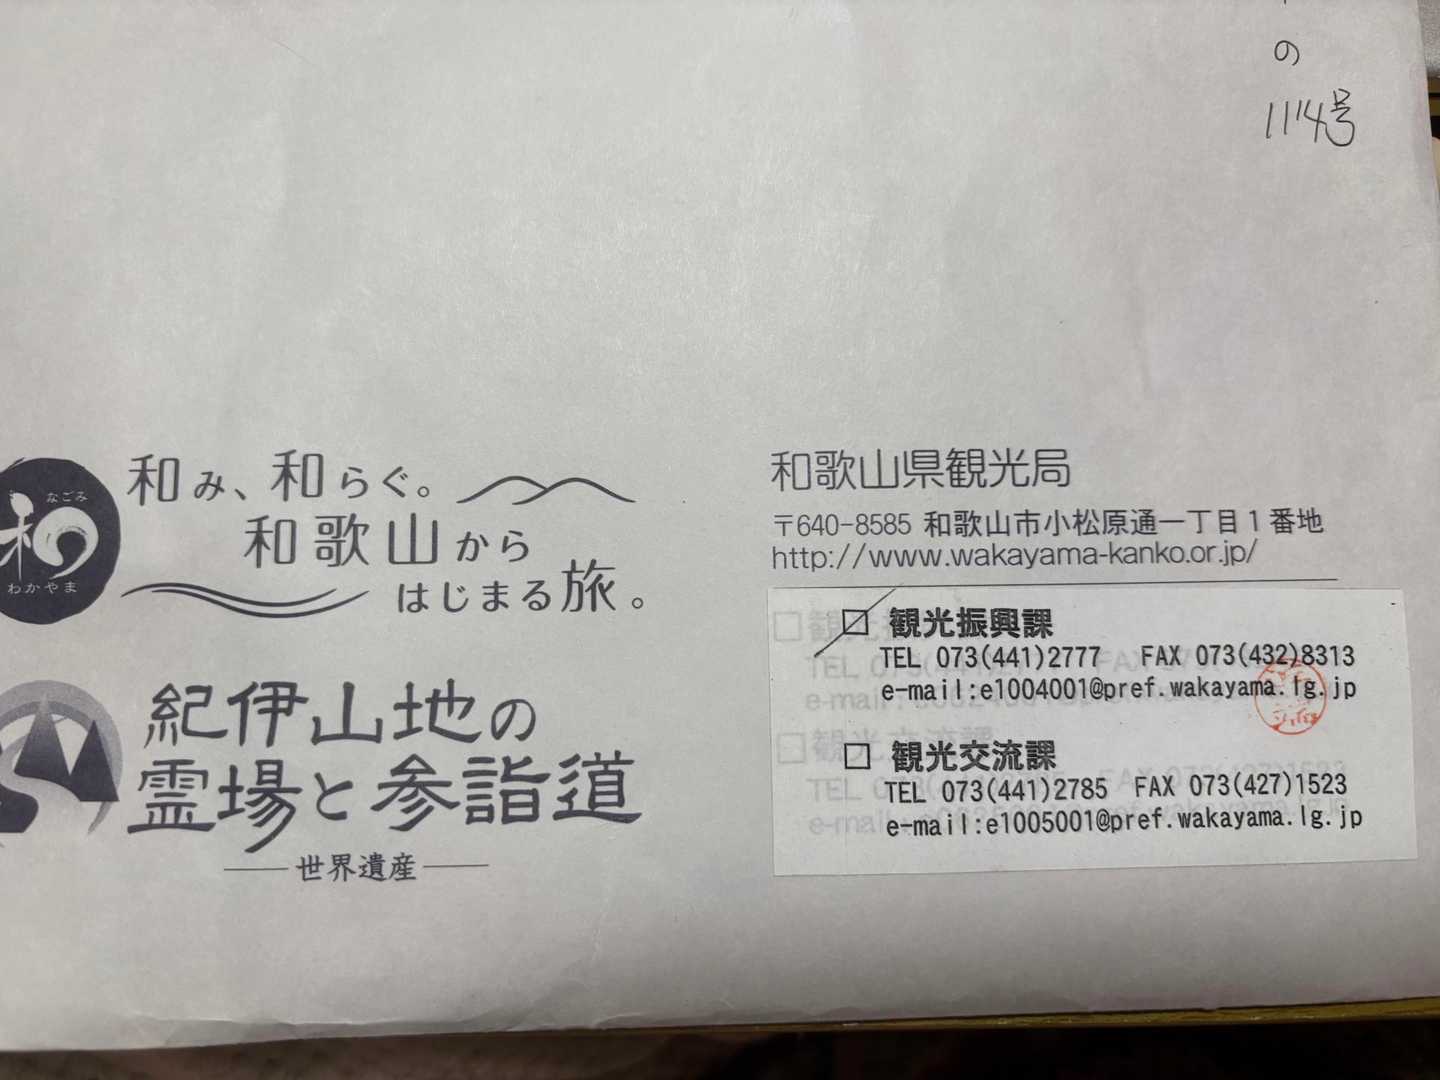 の
1114号
なごみ
和
わかやま
和み、和らぐ。
和歌山から
はじまる旅。
紀伊山地の
霊場と参詣道
世界遺産
和歌山県観光局
〒640-8585 和歌山市小松原通一丁目1番地
http://www.wakayama-kanko.or.jp/
□ 観光振興課
TEL 073(441)2777 FAX 073(432)8313
e-mail:e1004001@pref.wakayama.lg.jp
□ 観光交流課
TEL 073(441)2785 FAX 073(427)1523
e-mail:e1005001@pref.wakayama.lg.jp